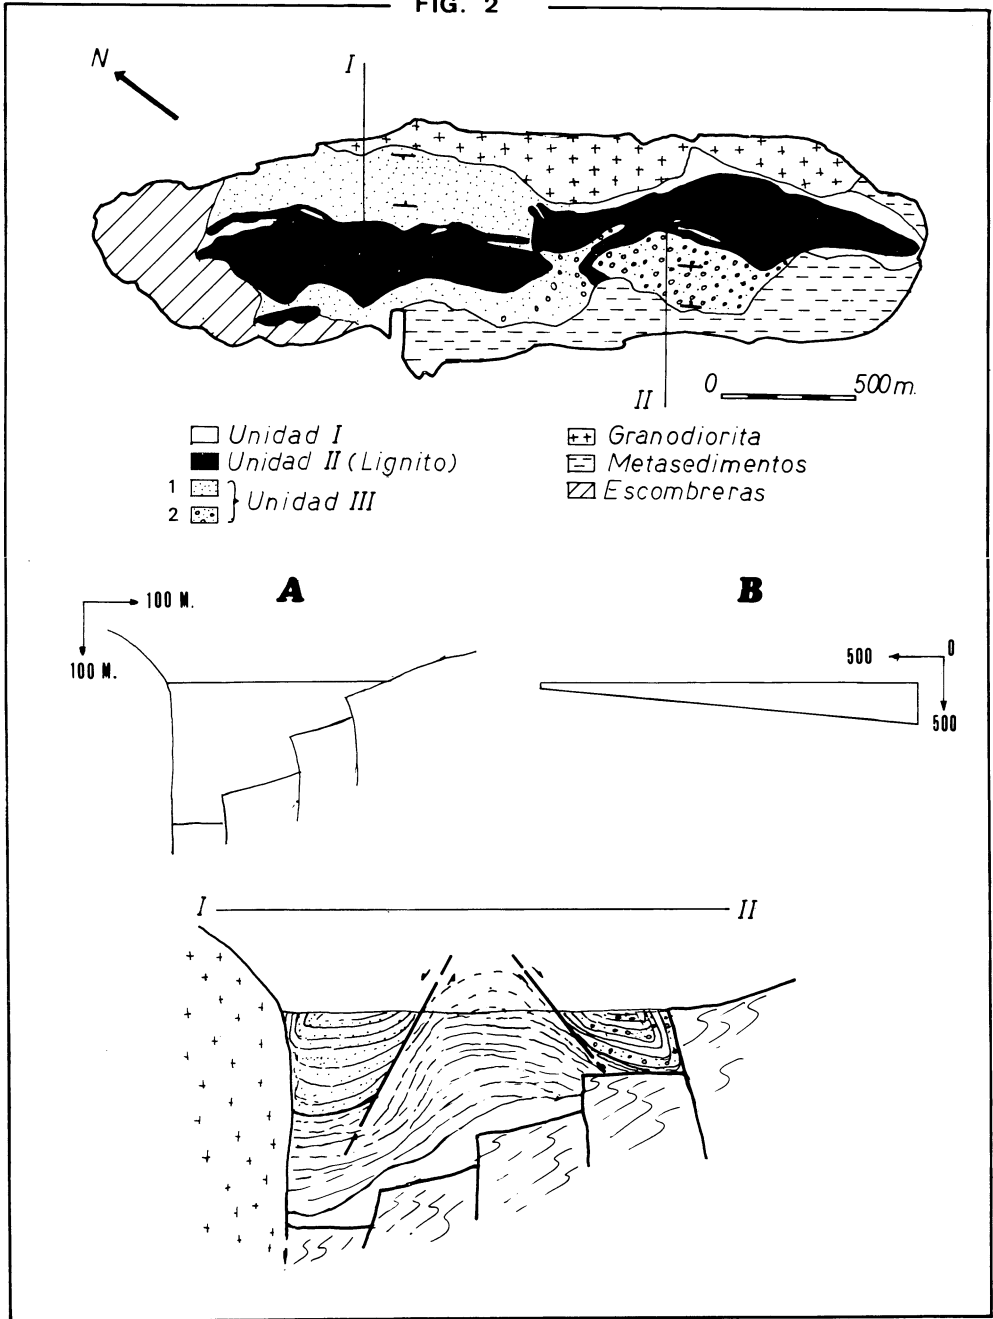 FIG. 2
N
I
II
0 500 m.
Unidad I
Unidad II (Lignito)
1
2
Unidad III
Granodiorita
Metasedimentos
Escombreras
A
100 M.
100 M.
B
500 0
500
I II